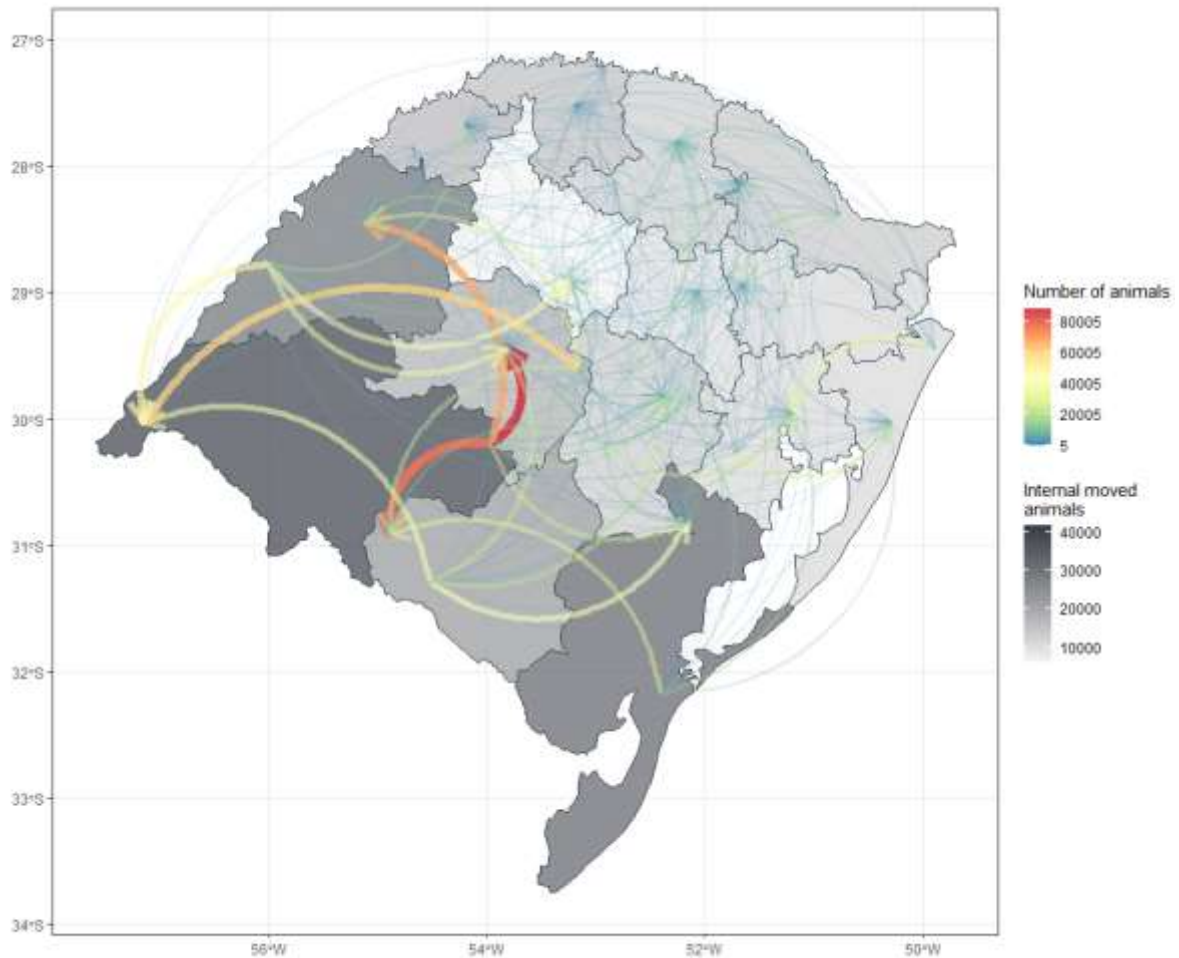 27°S
28°S
29°S
30°S
31°S
32°S
33°S
34°S
56°W
54°W
52°W
50°W
Number of animals
80005
60005
40005
20005
5
Internal moved
animals
40000
30000
20000
10000